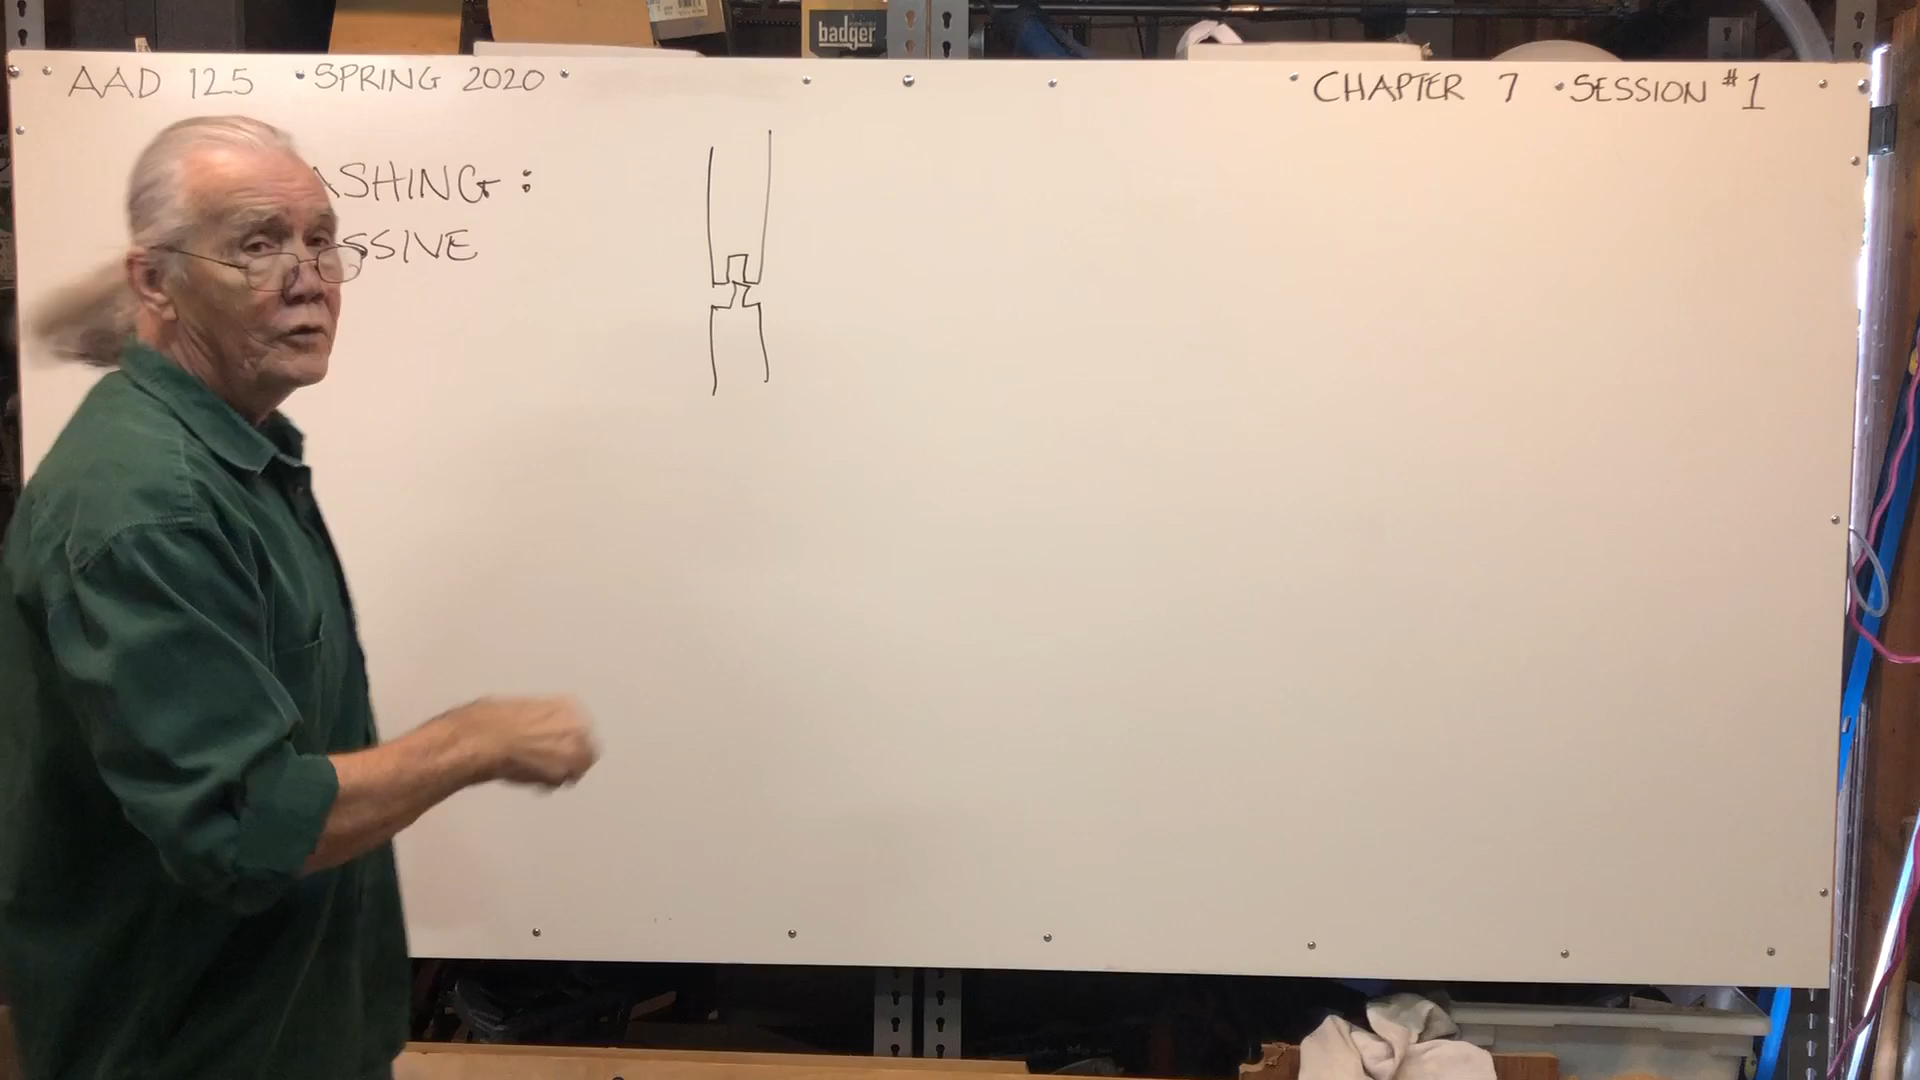 badger
AAD 125 • SPRING 2020
CHAPTER 7 • SESSION #1
ASHING :
SSIVE